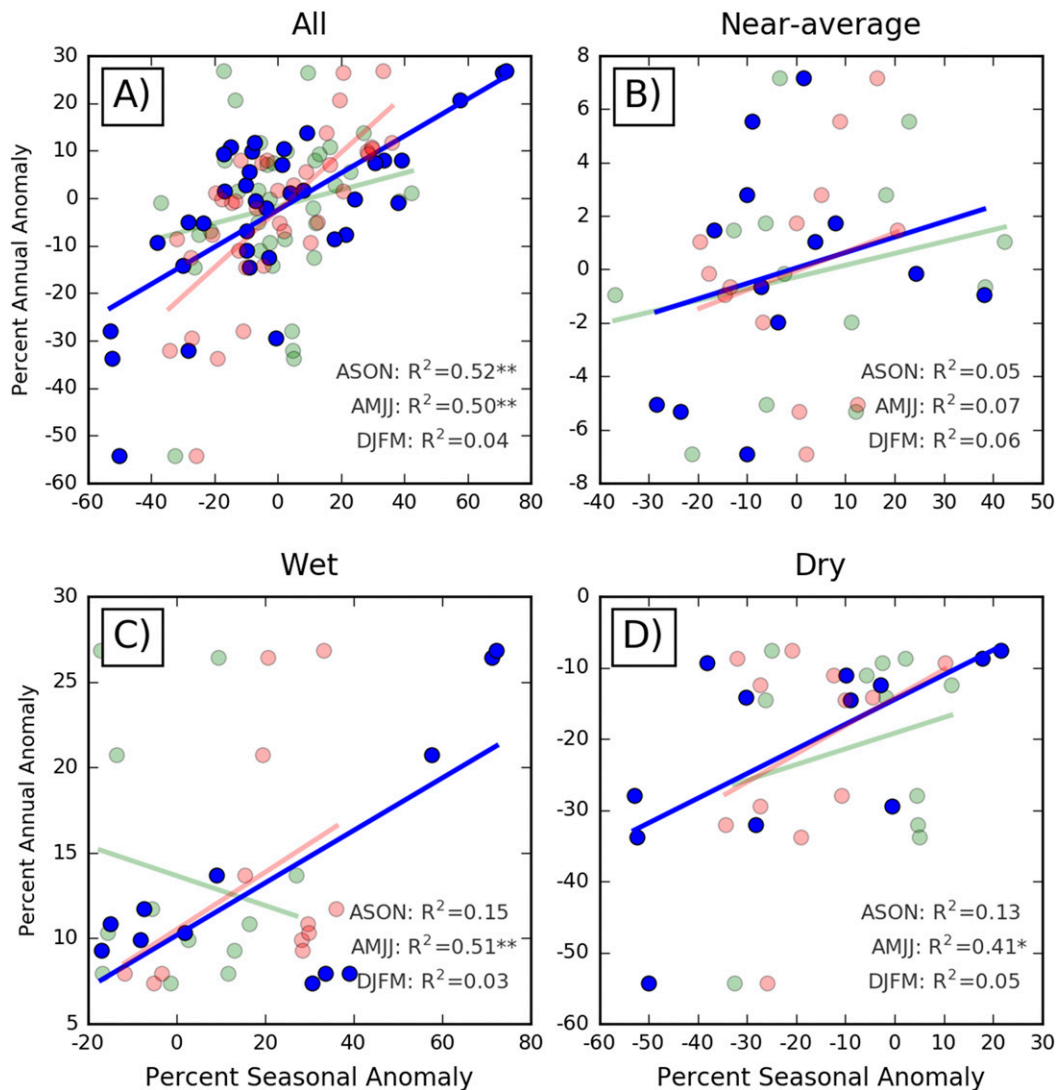 All
A)
30
20
10
0
-10
-20
-30
-40
-50
-60
Percent Annual Anomaly
-60
-40
-20
0
20
40
60
80
ASON: R²=0.52**
AMJJ: R²=0.50**
DJFM: R²=0.04
Near-average
B)
8
6
4
2
0
-2
-4
-6
-8
-40
-30
-20
-10
0
10
20
30
40
50
ASON: R²=0.05
AMJJ: R²=0.07
DJFM: R²=0.06
Wet
C)
30
25
20
15
10
5
Percent Annual Anomaly
-20
0
20
40
60
80
ASON: R²=0.15
AMJJ: R²=0.51**
DJFM: R²=0.03
Percent Seasonal Anomaly
Dry
D)
0
-10
-20
-30
-40
-50
-60
-60
-50
-40
-30
-20
-10
0
10
20
30
ASON: R²=0.13
AMJJ: R²=0.41*
DJFM: R²=0.05
Percent Seasonal Anomaly